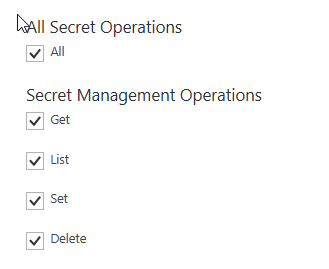 All Secret Operations
All
Secret Management Operations
Get
List
Set
Delete